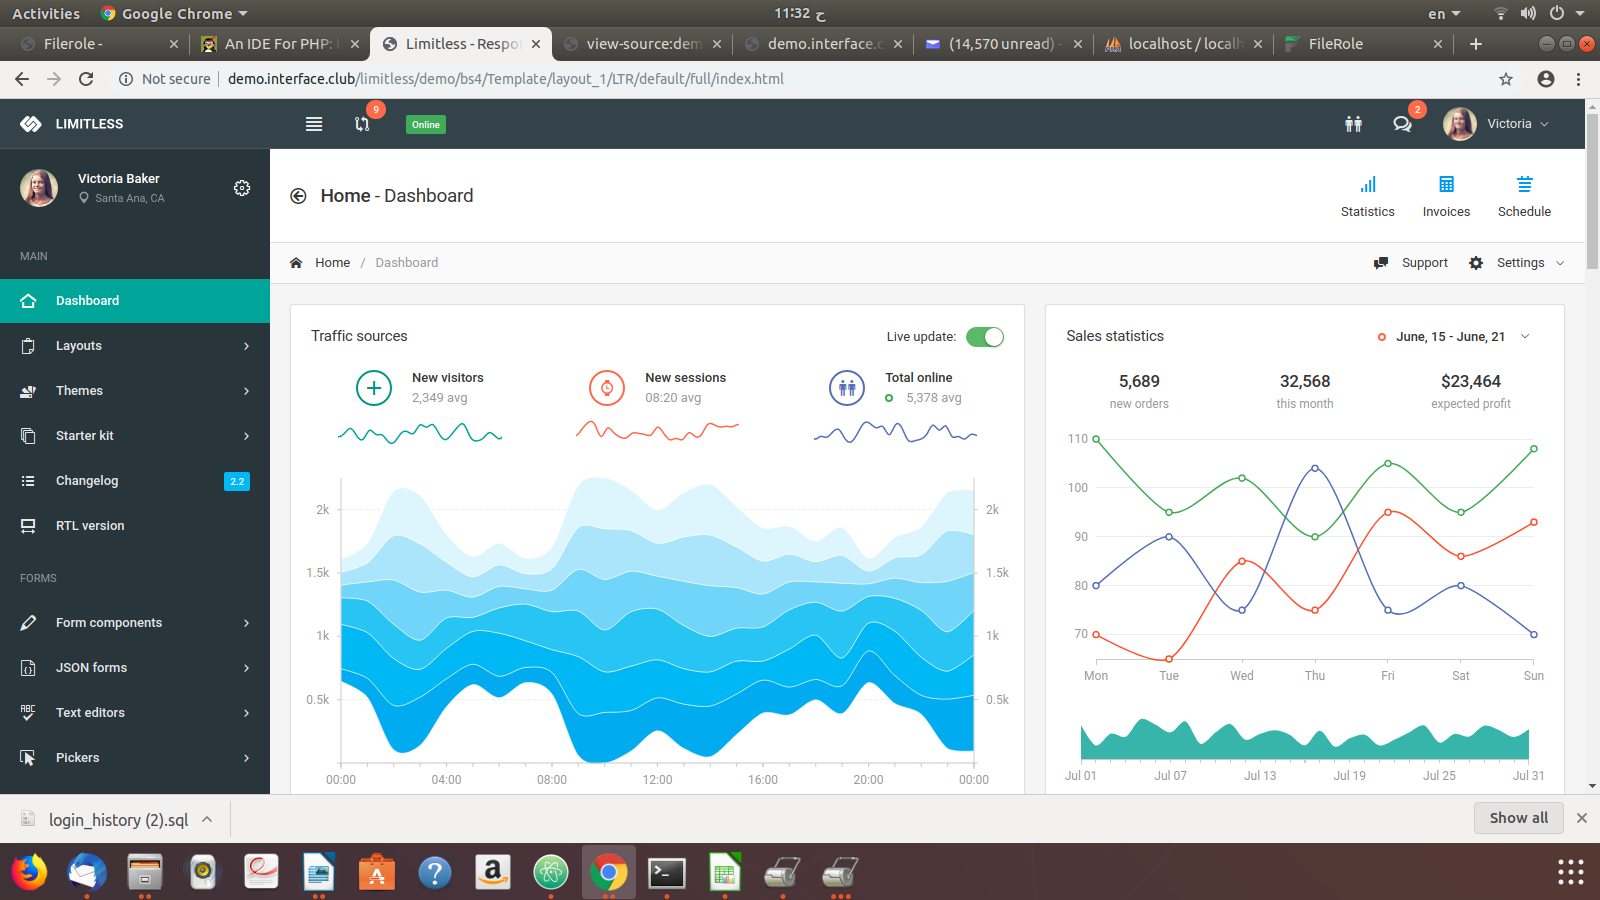 Activities Google Chrome 11:32 ح en
Filerole - An IDE For PHP: Limitless - Respo view-source:dem demo.interface.c (14,570 unread) - localhost / localh FileRole
Not secure demo.interface.club/limitless/demo/bs4/Template/layout_1/LTR/default/full/index.html
LIMITLESS 9 Online 2 Victoria
Victoria Baker
Santa Ana, CA
Home - Dashboard
Statistics Invoices Schedule
MAIN
Home / Dashboard Support Settings
Dashboard
Layouts
Themes
Starter kit
Changelog 2.2
RTL version
FORMS
Form components
JSON forms
Text editors
ABC
Pickers
Traffic sources Live update:
New visitors New sessions Total online
2,349 avg 08:20 avg 5,378 avg
2k 2k
1.5k 1.5k
1k 1k
0.5k 0.5k
00:00 04:00 08:00 12:00 16:00 20:00 00:00
Sales statistics June, 15 - June, 21
5,689 32,568 $23,464
new orders this month expected profit
110
100
90
80
70
Mon Tue Wed Thu Fri Sat Sun
Jul 01 Jul 07 Jul 13 Jul 19 Jul 25 Jul 31
login_history (2).sql Show all